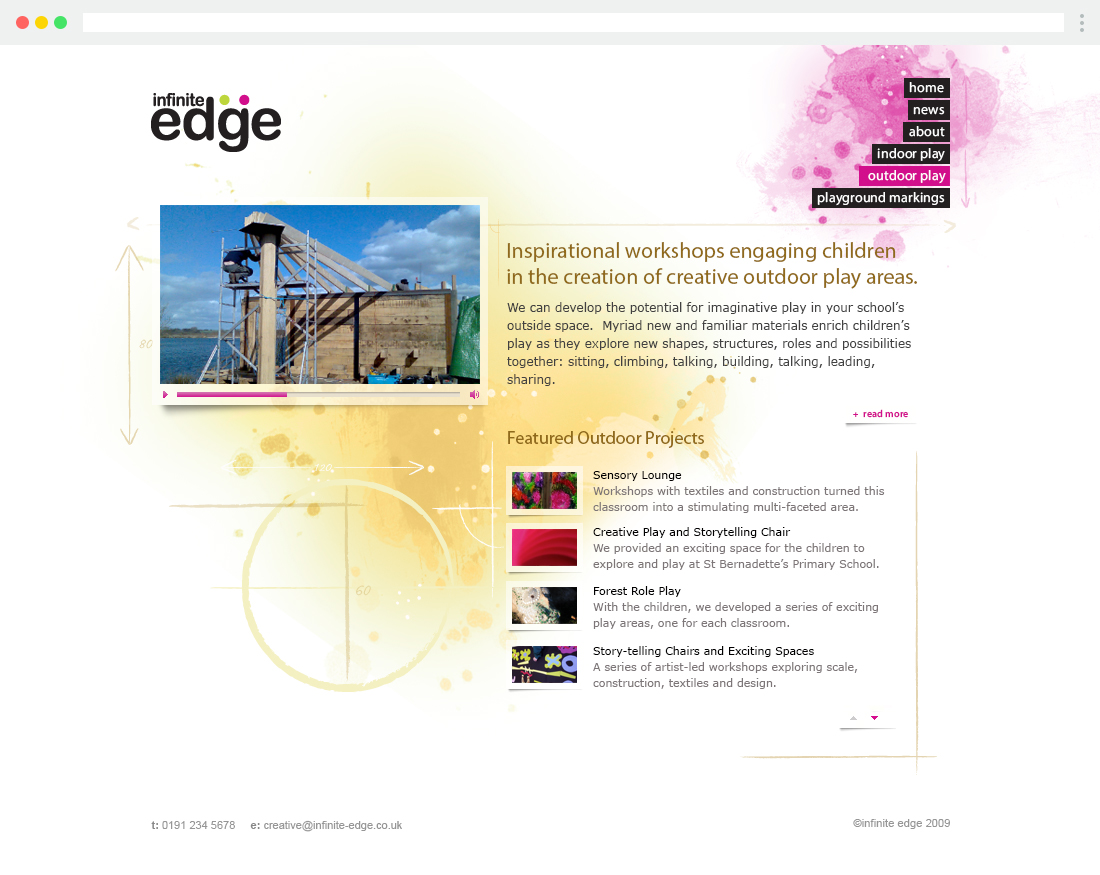 infinite
edge
home
news
about
indoor play
outdoor play
playground markings
Inspirational workshops engaging children
in the creation of creative outdoor play areas.
We can develop the potential for imaginative play in your school’s
outside space.  Myriad new and familiar materials enrich children’s
play as they explore new shapes, structures, roles and possibilities
together: sitting, climbing, talking, building, talking, leading,
sharing.
80
+ read more
Featured Outdoor Projects
120
Sensory Lounge
Workshops with textiles and construction turned this
classroom into a stimulating multi-faceted area.
Creative Play and Storytelling Chair
We provided an exciting space for the children to
explore and play at St Bernadette’s Primary School.
60
Forest Role Play
With the children, we developed a series of exciting
play areas, one for each classroom.
Story-telling Chairs and Exciting Spaces
A series of artist-led workshops exploring scale,
construction, textiles and design.
t: 0191 234 5678 e: creative@infinite-edge.co.uk
©infinite edge 2009